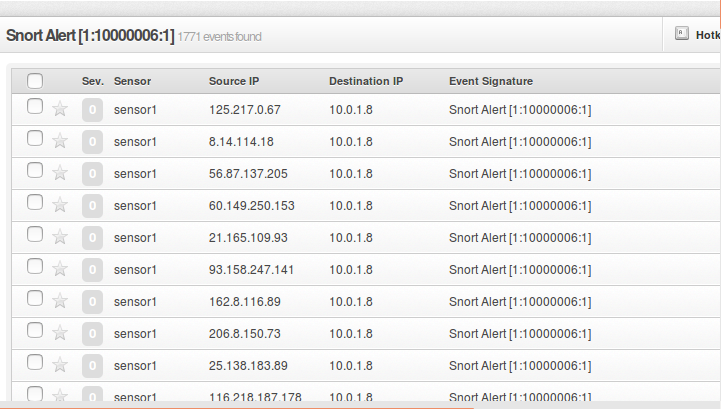 Snort Alert [1:10000006:1] 1771 events found
Hotk
Sev. Sensor Source IP Destination IP Event Signature
0 sensor1 125.217.0.67 10.0.1.8 Snort Alert [1:10000006:1]
0 sensor1 8.14.114.18 10.0.1.8 Snort Alert [1:10000006:1]
0 sensor1 56.87.137.205 10.0.1.8 Snort Alert [1:10000006:1]
0 sensor1 60.149.250.153 10.0.1.8 Snort Alert [1:10000006:1]
0 sensor1 21.165.109.93 10.0.1.8 Snort Alert [1:10000006:1]
0 sensor1 93.158.247.141 10.0.1.8 Snort Alert [1:10000006:1]
0 sensor1 162.8.116.89 10.0.1.8 Snort Alert [1:10000006:1]
0 sensor1 206.8.150.73 10.0.1.8 Snort Alert [1:10000006:1]
0 sensor1 25.138.183.89 10.0.1.8 Snort Alert [1:10000006:1]
0 sensor1 116.218.187.178 10.0.1.8 Snort Alert [1:10000006:1]